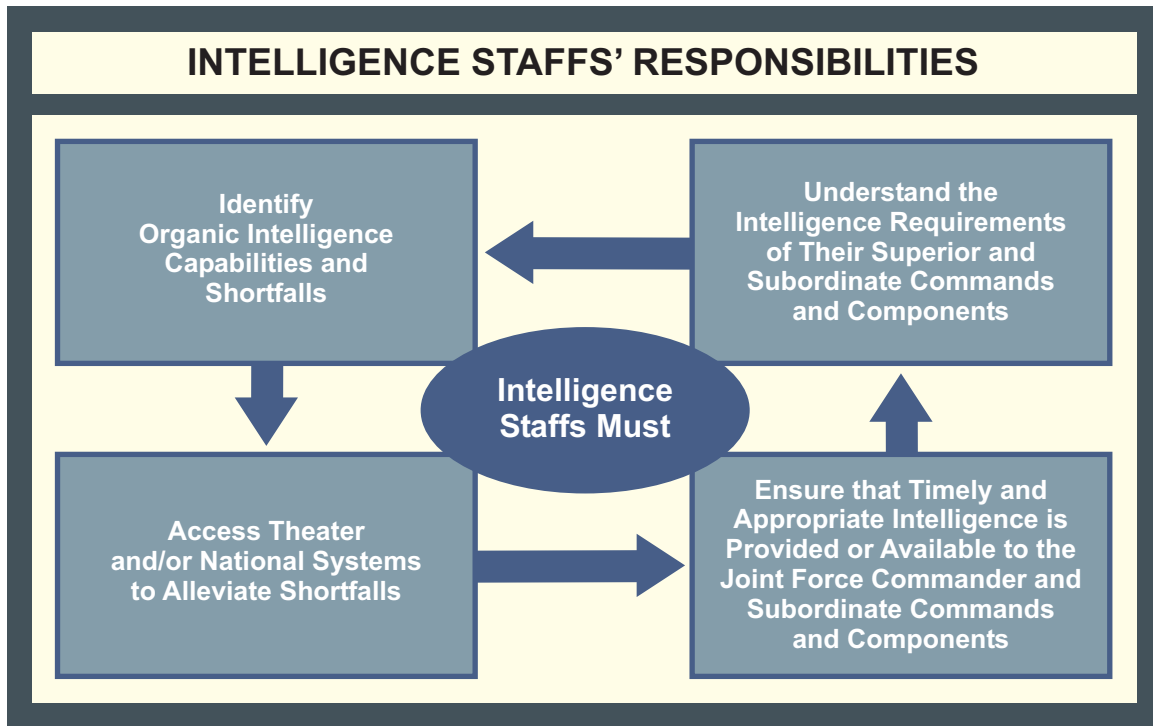 INTELLIGENCE STAFFS’ RESPONSIBILITIES
Identify
Organic Intelligence
Capabilities and
Shortfalls
Understand the
Intelligence Requirements
of Their Superior and
Subordinate Commands
and Components
Intelligence
Staffs Must
Access Theater
and/or National Systems
to Alleviate Shortfalls
Ensure that Timely and
Appropriate Intelligence is
Provided or Available to the
Joint Force Commander and
Subordinate Commands
and Components